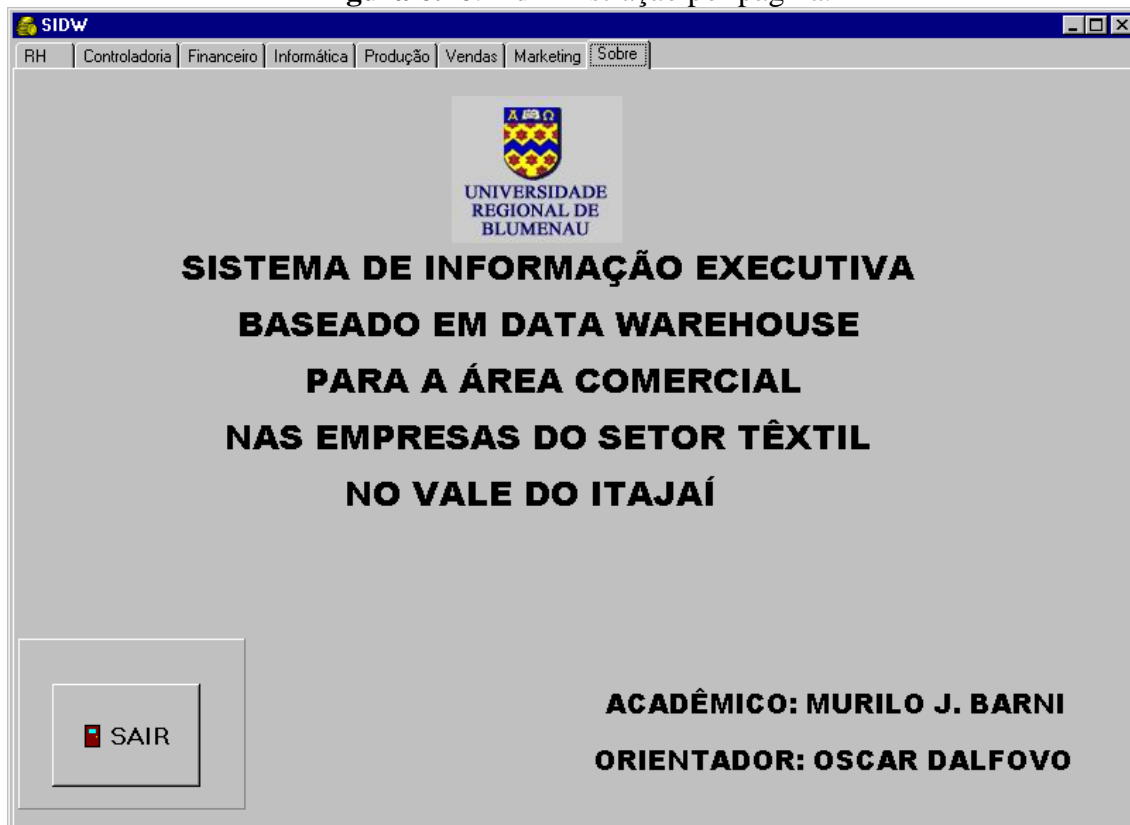 SIDW
RH Controladoria Financeiro Informática Produção Vendas Marketing Sobre
Α Ω
UNIVERSIDADE
REGIONAL DE
BLUMENAU
SISTEMA DE INFORMAÇÃO EXECUTIVA
BASEADO EM DATA WAREHOUSE
PARA A ÁREA COMERCIAL
NAS EMPRESAS DO SETOR TÊXTIL
NO VALE DO ITAJAÍ
SAIR
ACADÊMICO: MURILO J. BARNI
ORIENTADOR: OSCAR DALFOVO